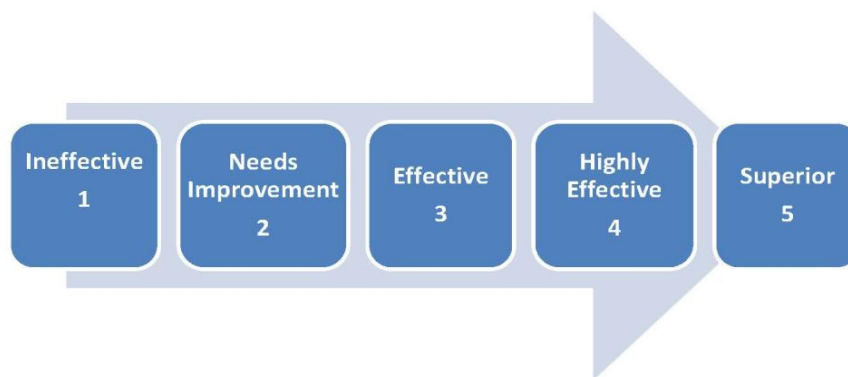 Ineffective
1
Needs
Improvement
2
Effective
3
Highly
Effective
4
Superior
5